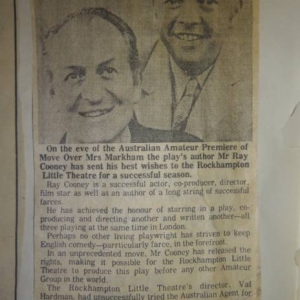 On the eve of the Australian Amateur Premiere of
Move Over Mrs Markham the play's author Mr Ray
Cooney has sent his best wishes to the Rockhampton
Little Theatre for a successful season.
Ray Cooney is a successful actor, co-producer, director,
film star as well as an author of a long string of successful
farces.
He has achieved the honour of starring in a play, co-
producing and directing another and written another—all
three playing at the same time in London.
Perhaps no other living playwright has striven to keep
English comedy—particularly farce, in the forefront.
In an unprecedented move, Mr Cooney has released the
rights, making it possible for the Rockhampton Little
Theatre to produce this play before any other Amateur
Group in the world.
The Rockhampton Little Theatre's director, Val
Hardman, had unsuccessfully tried the Australian Agent for